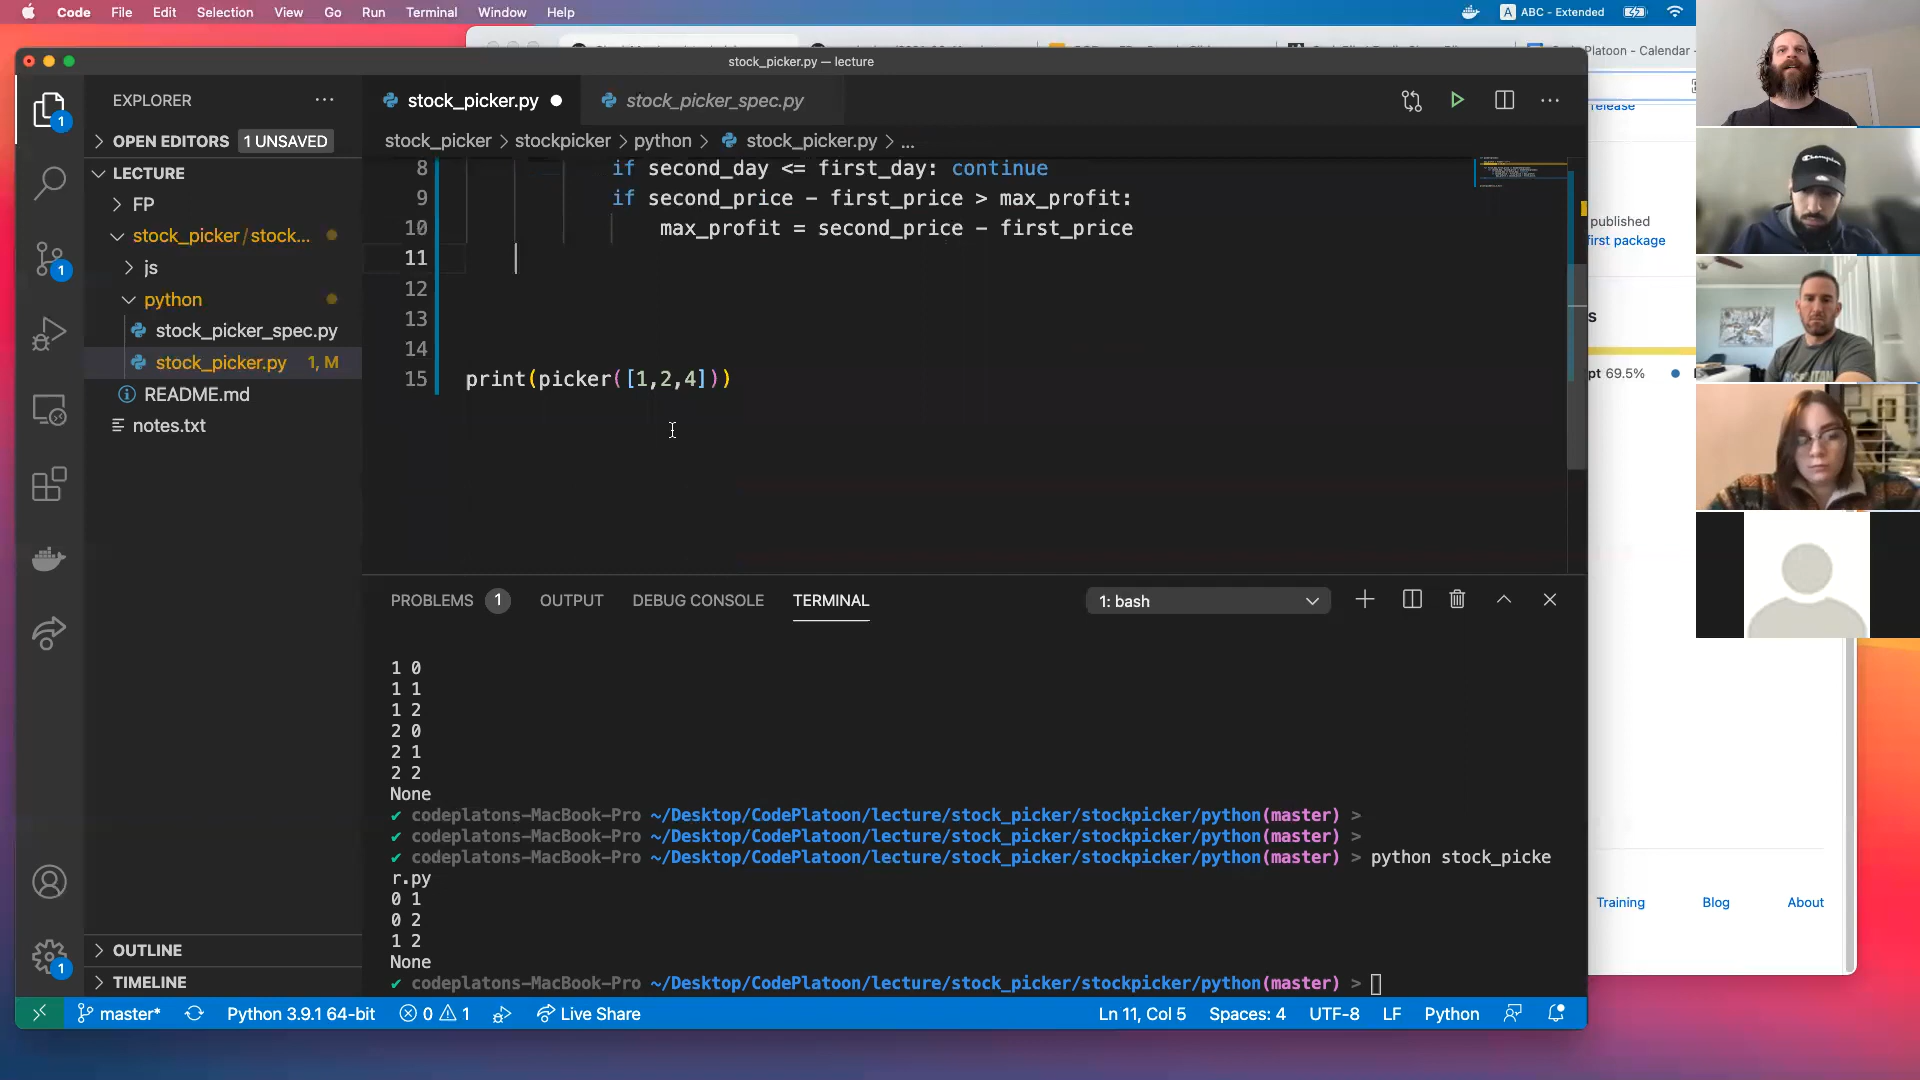 Code File Edit Selection View Go Run Terminal Window Help
A ABC - Extended
Platoon - Calendar
stock_picker.py — lecture
EXPLORER
OPEN EDITORS 1 UNSAVED
LECTURE
FP
stock_picker/stock...
js
python
stock_picker_spec.py
stock_picker.py 1, M
README.md
notes.txt
OUTLINE
TIMELINE
stock_picker.py
stock_picker_spec.py
stock_picker > stockpicker > python > stock_picker.py > ...
8 if second_day <= first_day: continue
9 if second_price - first_price > max_profit:
10 max_profit = second_price - first_price
11
12
13
14
15 print(picker([1,2,4]))
PROBLEMS 1 OUTPUT DEBUG CONSOLE TERMINAL
1: bash
1 0
1 1
1 2
2 0
2 1
2 2
None
✔ codeplatons-MacBook-Pro ~/Desktop/CodePlatoon/lecture/stock_picker/stockpicker/python(master) >
✔ codeplatons-MacBook-Pro ~/Desktop/CodePlatoon/lecture/stock_picker/stockpicker/python(master) >
✔ codeplatons-MacBook-Pro ~/Desktop/CodePlatoon/lecture/stock_picker/stockpicker/python(master) > python stock_picke
r.py
0 1
0 2
1 2
None
✔ codeplatons-MacBook-Pro ~/Desktop/CodePlatoon/lecture/stock_picker/stockpicker/python(master) >
1
1
1
master* Python 3.9.1 64-bit 0 1 Live Share Ln 11, Col 5 Spaces: 4 UTF-8 LF Python
release
published
first package
s
pt 69.5%
Training Blog About
Champion